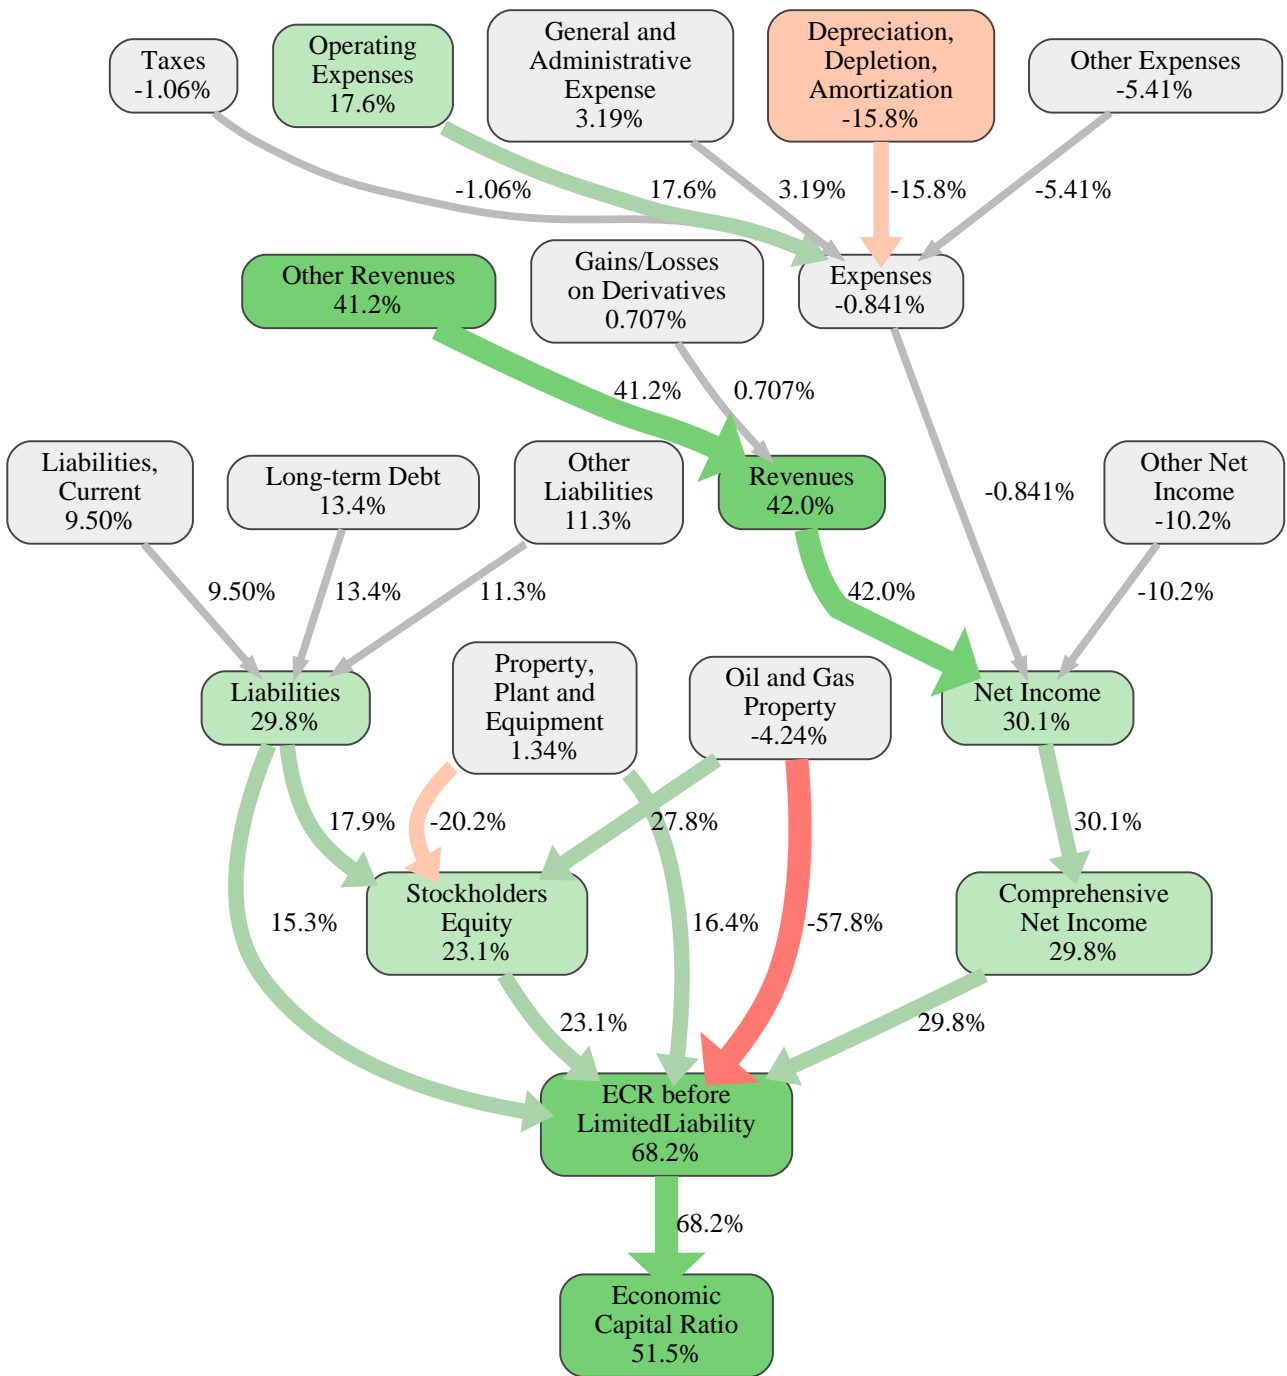 Taxes
-1.06%
Operating
Expenses
17.6%
General and
Administrative
Expense
3.19%
Depreciation,
Depletion,
Amortization
-15.8%
Other Expenses
-5.41%
-1.06%
17.6%
3.19%
-15.8%
-5.41%
Other Revenues
41.2%
Gains/Losses
on Derivatives
0.707%
Expenses
-0.841%
41.2%
0.707%
Liabilities,
Current
9.50%
Long-term Debt
13.4%
Other
Liabilities
11.3%
Revenues
42.0%
-0.841%
Other Net
Income
-10.2%
9.50%
13.4%
11.3%
42.0%
-10.2%
Liabilities
29.8%
Property,
Plant and
Equipment
1.34%
Oil and Gas
Property
-4.24%
Net Income
30.1%
17.9%
-20.2%
27.8%
30.1%
15.3%
Stockholders
Equity
23.1%
16.4%
-57.8%
Comprehensive
Net Income
29.8%
23.1%
29.8%
ECR before
LimitedLiability
68.2%
68.2%
Economic
Capital Ratio
51.5%